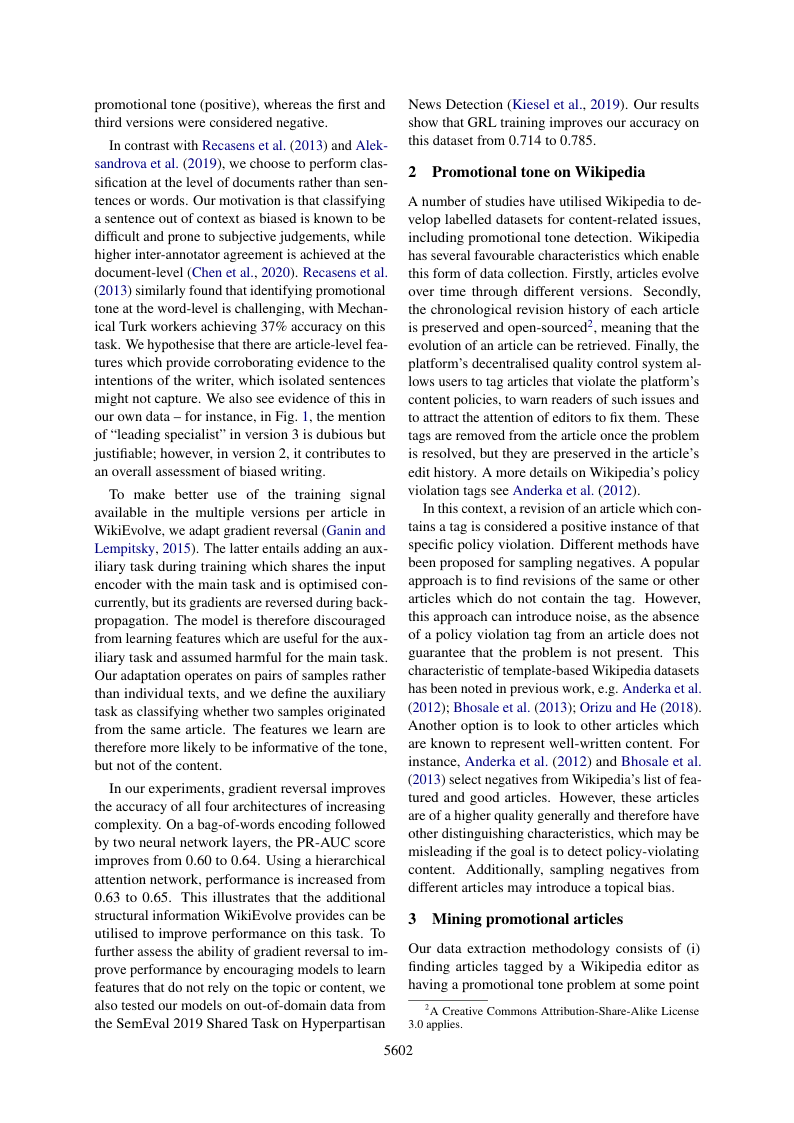 promotional tone (positive), whereas the first and
third versions were considered negative.
In contrast with Recasens et al. (2013) and Alek-
sandrova et al. (2019), we choose to perform clas-
sification at the level of documents rather than sen-
tences or words. Our motivation is that classifying
a sentence out of context as biased is known to be
difficult and prone to subjective judgements, while
higher inter-annotator agreement is achieved at the
document-level (Chen et al., 2020). Recasens et al.
(2013) similarly found that identifying promotional
tone at the word-level is challenging, with Mechan-
ical Turk workers achieving 37% accuracy on this
task. We hypothesise that there are article-level fea-
tures which provide corroborating evidence to the
intentions of the writer, which isolated sentences
might not capture. We also see evidence of this in
our own data – for instance, in Fig. 1, the mention
of “leading specialist” in version 3 is dubious but
justifiable; however, in version 2, it contributes to
an overall assessment of biased writing.
To make better use of the training signal
available in the multiple versions per article in
WikiEvolve, we adapt gradient reversal (Ganin and
Lempitsky, 2015). The latter entails adding an aux-
iliary task during training which shares the input
encoder with the main task and is optimised con-
currently, but its gradients are reversed during back-
propagation. The model is therefore discouraged
from learning features which are useful for the aux-
iliary task and assumed harmful for the main task.
Our adaptation operates on pairs of samples rather
than individual texts, and we define the auxiliary
task as classifying whether two samples originated
from the same article. The features we learn are
therefore more likely to be informative of the tone,
but not of the content.
In our experiments, gradient reversal improves
the accuracy of all four architectures of increasing
complexity. On a bag-of-words encoding followed
by two neural network layers, the PR-AUC score
improves from 0.60 to 0.64. Using a hierarchical
attention network, performance is increased from
0.63 to 0.65. This illustrates that the additional
structural information WikiEvolve provides can be
utilised to improve performance on this task. To
further assess the ability of gradient reversal to im-
prove performance by encouraging models to learn
features that do not rely on the topic or content, we
also tested our models on out-of-domain data from
the SemEval 2019 Shared Task on Hyperpartisan
News Detection (Kiesel et al., 2019). Our results
show that GRL training improves our accuracy on
this dataset from 0.714 to 0.785.
2 Promotional tone on Wikipedia
A number of studies have utilised Wikipedia to de-
velop labelled datasets for content-related issues,
including promotional tone detection. Wikipedia
has several favourable characteristics which enable
this form of data collection. Firstly, articles evolve
over time through different versions. Secondly,
the chronological revision history of each article
is preserved and open-sourced2, meaning that the
evolution of an article can be retrieved. Finally, the
platform’s decentralised quality control system al-
lows users to tag articles that violate the platform’s
content policies, to warn readers of such issues and
to attract the attention of editors to fix them. These
tags are removed from the article once the problem
is resolved, but they are preserved in the article’s
edit history. A more details on Wikipedia’s policy
violation tags see Anderka et al. (2012).
In this context, a revision of an article which con-
tains a tag is considered a positive instance of that
specific policy violation. Different methods have
been proposed for sampling negatives. A popular
approach is to find revisions of the same or other
articles which do not contain the tag. However,
this approach can introduce noise, as the absence
of a policy violation tag from an article does not
guarantee that the problem is not present. This
characteristic of template-based Wikipedia datasets
has been noted in previous work, e.g. Anderka et al.
(2012); Bhosale et al. (2013); Orizu and He (2018).
Another option is to look to other articles which
are known to represent well-written content. For
instance, Anderka et al. (2012) and Bhosale et al.
(2013) select negatives from Wikipedia’s list of fea-
tured and good articles. However, these articles
are of a higher quality generally and therefore have
other distinguishing characteristics, which may be
misleading if the goal is to detect policy-violating
content. Additionally, sampling negatives from
different articles may introduce a topical bias.
3 Mining promotional articles
Our data extraction methodology consists of (i)
finding articles tagged by a Wikipedia editor as
having a promotional tone problem at some point
2A Creative Commons Attribution-Share-Alike License
3.0 applies.
5602